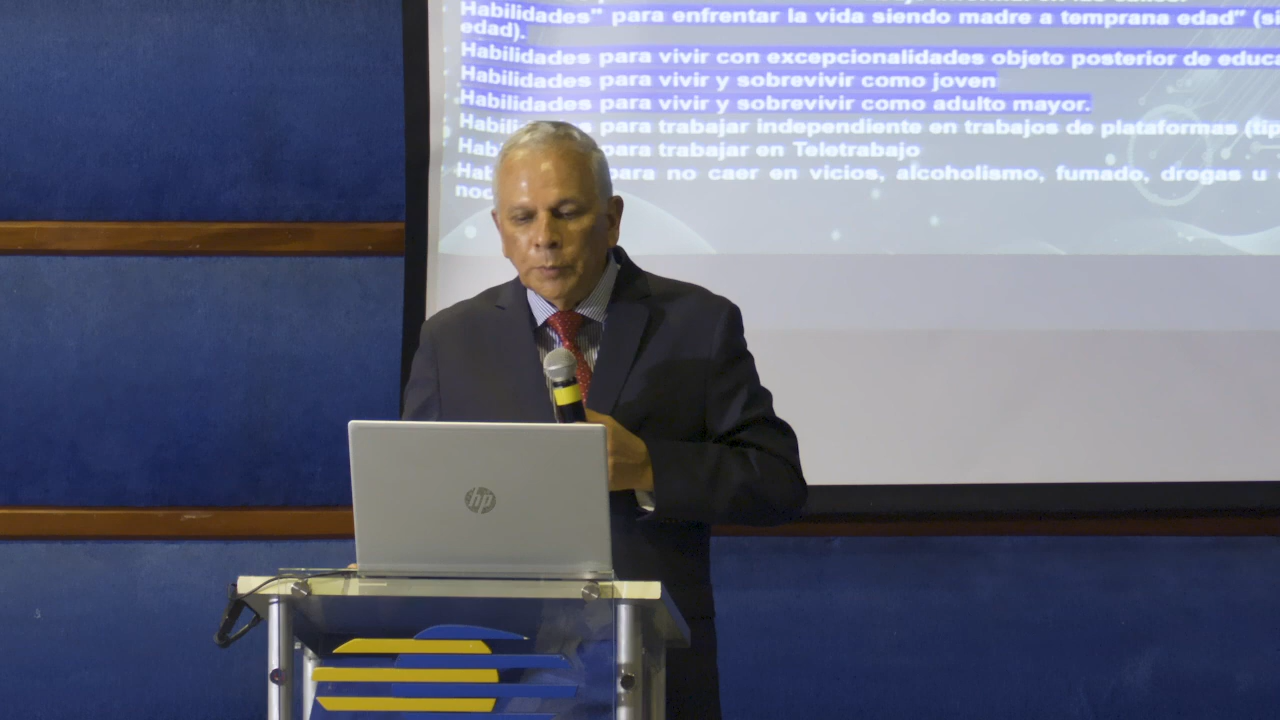 Habilidades" para enfrentar la vida siendo madre a temprana edad"
edad).
Habilidades para vivir con excepcionalidades objeto posterior de
Habilidades para vivir y sobrevivir como joven
Habilidades para vivir y sobrevivir como adulto mayor.
para trabajar independiente en trabajos de plataformas
para trabajar en Teletrabajo
para no caer en vicios, alcoholismo, fumado, drogas u
hp